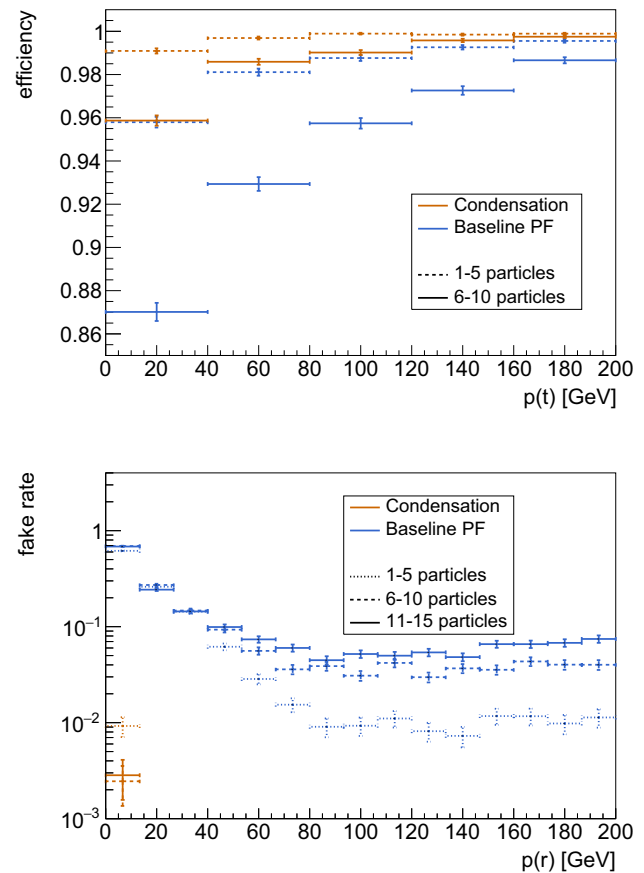 efficiency
1
0.98
0.96
0.94
0.92
0.9
0.88
0.86
Condensation
Baseline PF
1-5 particles
6-10 particles
0 20 40 60 80 100 120 140 160 180 200
p(t) [GeV]
fake rate
1
10⁻¹
10⁻²
10⁻³
Condensation
Baseline PF
1-5 particles
6-10 particles
11-15 particles
0 20 40 60 80 100 120 140 160 180 200
p(r) [GeV]